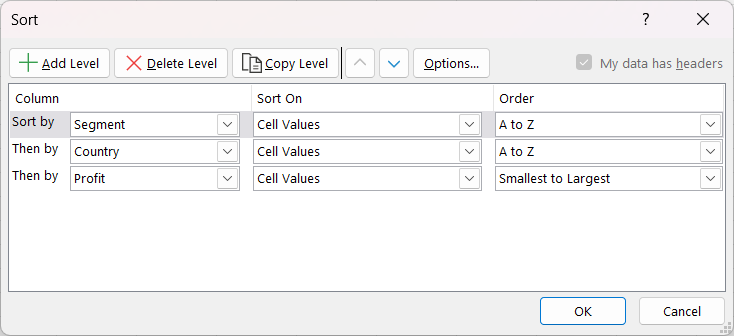 Sort ?
Add Level Delete Level Copy Level Options... My data has headers
Column Sort On Order
Sort by Segment Cell Values A to Z
Then by Country Cell Values A to Z
Then by Profit Cell Values Smallest to Largest
OK Cancel